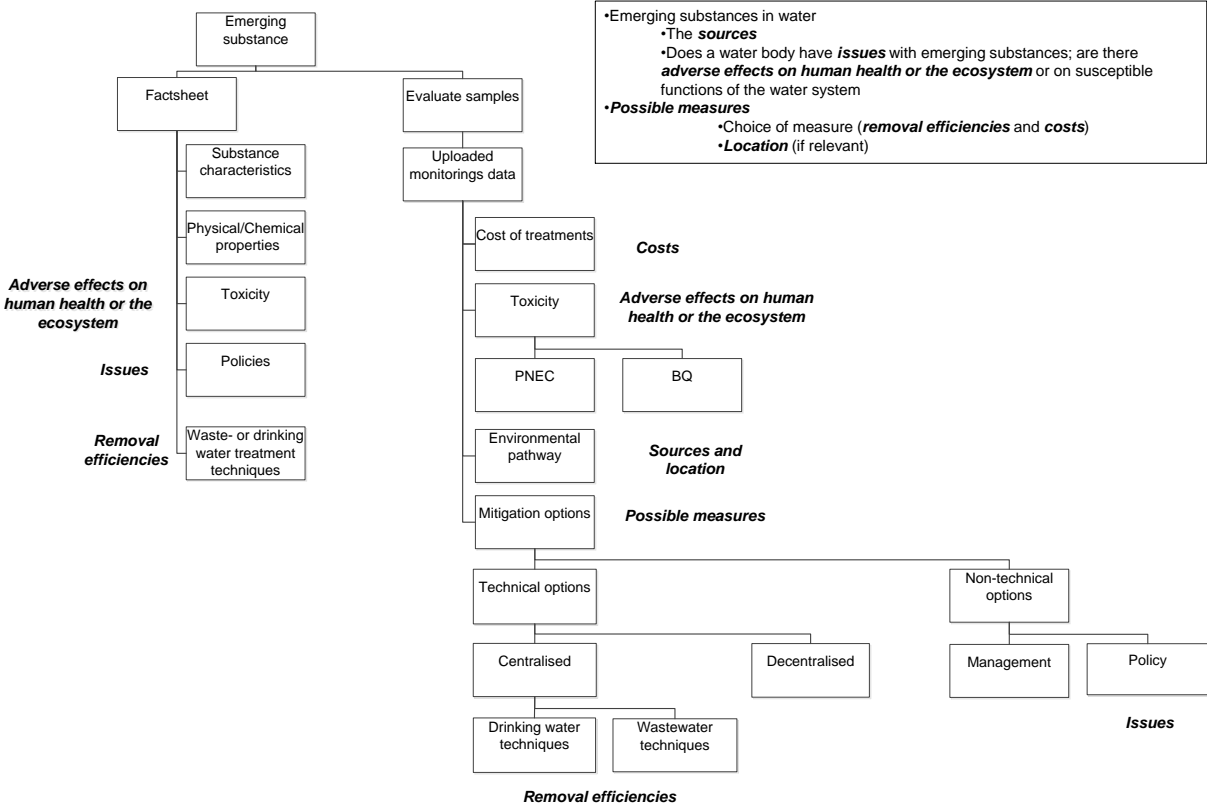 Emerging
substance
•Emerging substances in water
•The sources
•Does a water body have issues with emerging substances; are there
adverse effects on human health or the ecosystem or on susceptible
functions of the water system
•Possible measures
•Choice of measure (removal efficiencies and costs)
•Location (if relevant)
Factsheet
Evaluate samples
Substance
characteristics
Uploaded
monitorings data
Physical/Chemical
properties
Cost of treatments
Costs
Adverse effects on
human health or the
ecosystem
Toxicity
Toxicity
Adverse effects on human
health or the ecosystem
Issues
Policies
PNEC
BQ
Removal
efficiencies
Waste- or drinking
water treatment
techniques
Environmental
pathway
Sources and
location
Mitigation options
Possible measures
Technical options
Non-technical
options
Centralised
Decentralised
Management
Policy
Drinking water
techniques
Wastewater
techniques
Issues
Removal efficiencies